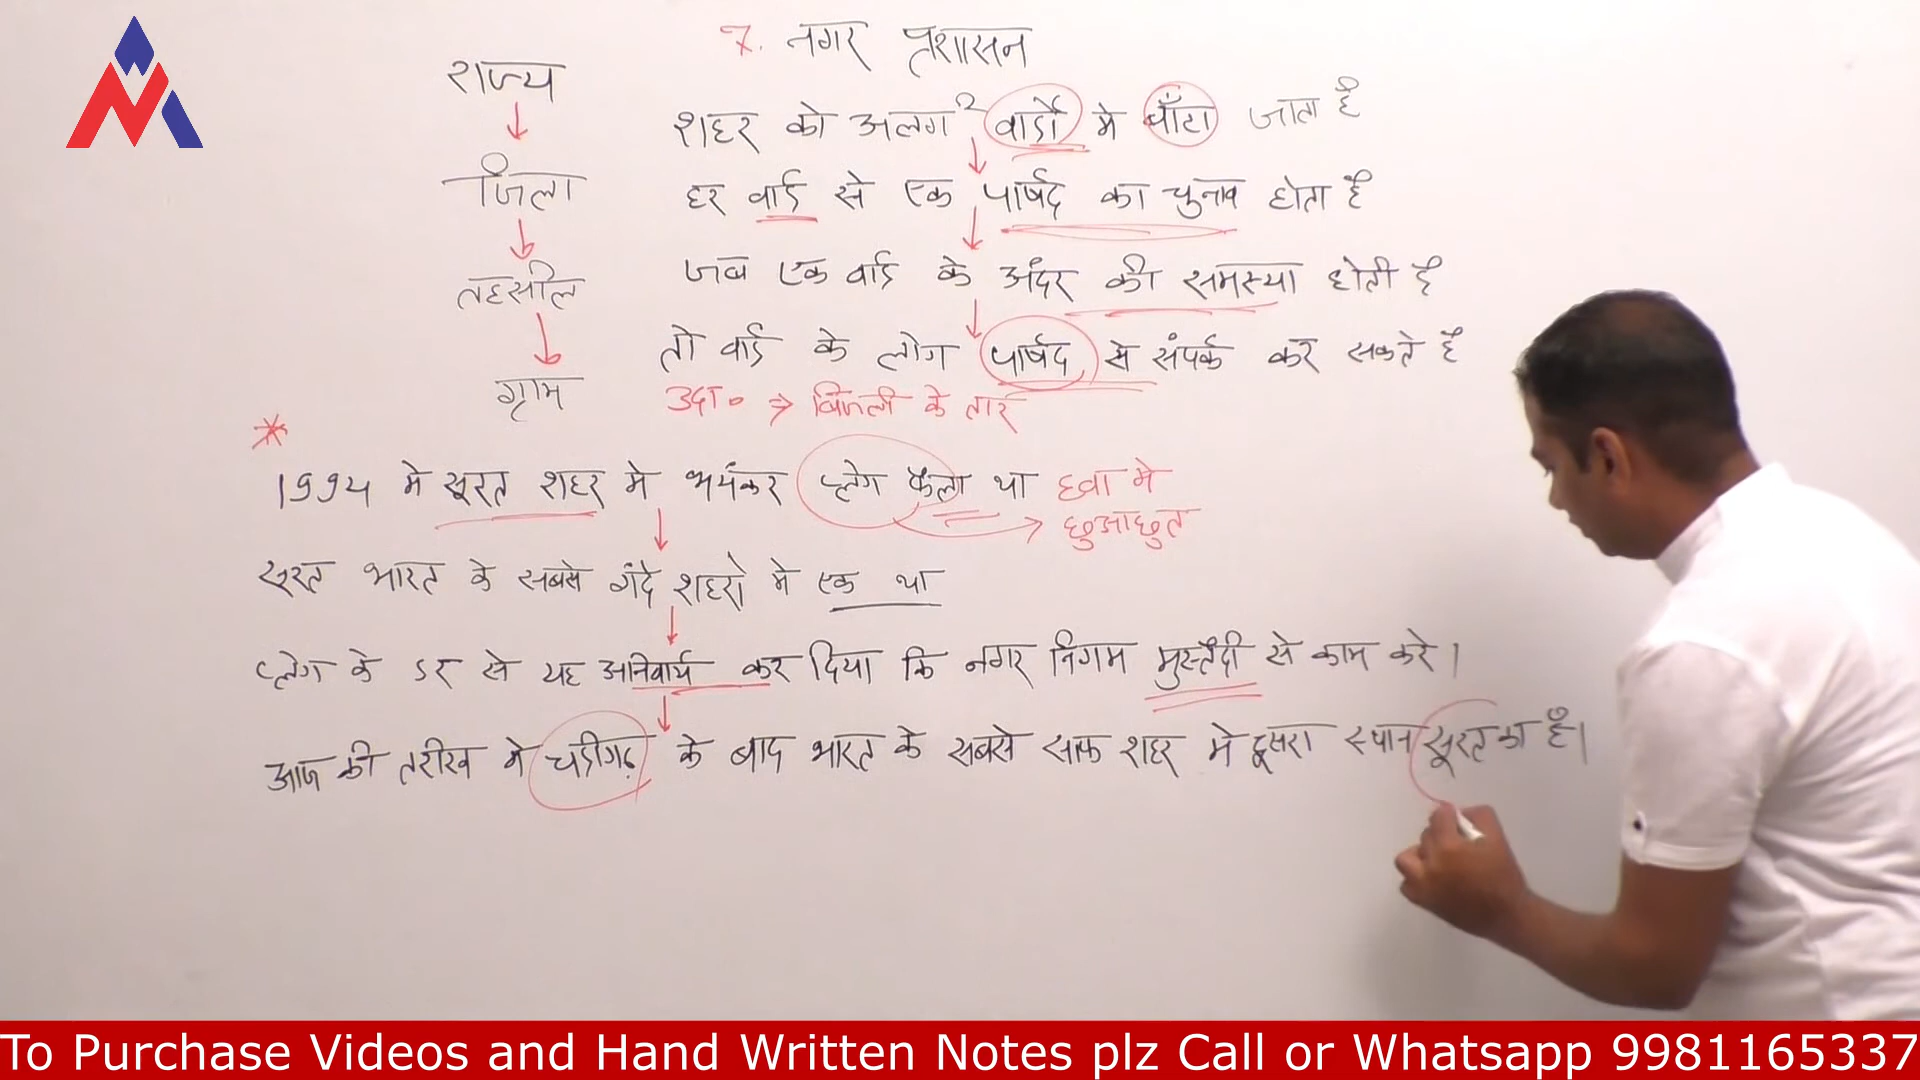 7. नगर प्रशासन
राज्य
जिला
तहसील
ग्राम
शहर को अलग2 वार्डो मे बाँटा जाता है
हर वार्ड से एक पार्षद का चुनाव होता है
जब एक वार्ड के अंदर की समस्या होती है
तो वार्ड के लोग पार्षद से संपर्क कर सकते है
उदा० ⇒ बिजली के तार
*
1994 मे सूरत शहर मे भयंकर प्लेग फैला था हवा मे
छुआछुत
सूरत भारत के सबसे गंदे शहरो मे एक था
प्लेग के डर से यह अनिवार्य कर दिया कि नगर निगम मुस्तैदी से काम करे।
आज की तरीख मे चडीगढ़ के बाद भारत के सबसे साफ शहर मे दूसरा स्थान सूरत का है।
To Purchase Videos and Hand Written Notes plz Call or Whatsapp 9981165337